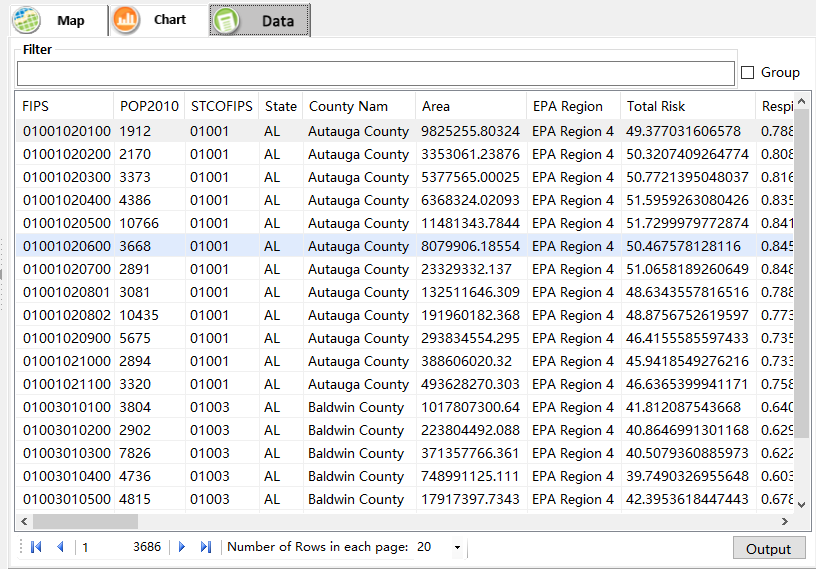 Map Chart Data
Filter
Group
FIPS POP2010 STCOFIPS State County Nam Area EPA Region Total Risk Respi
01001020100 1912 01001 AL Autauga County 9825255.80324 EPA Region 4 49.377031606578 0.788
01001020200 2170 01001 AL Autauga County 3353061.23876 EPA Region 4 50.3207409264774 0.808
01001020300 3373 01001 AL Autauga County 5377565.00025 EPA Region 4 50.7721395048037 0.816
01001020400 4386 01001 AL Autauga County 6368324.02093 EPA Region 4 51.5959263080426 0.835
01001020500 10766 01001 AL Autauga County 11481343.7844 EPA Region 4 51.7299979772874 0.841
01001020600 3668 01001 AL Autauga County 8079906.18554 EPA Region 4 50.467578128116 0.845
01001020700 2891 01001 AL Autauga County 23329332.137 EPA Region 4 51.0658189260649 0.848
01001020801 3081 01001 AL Autauga County 132511646.309 EPA Region 4 48.6343557816516 0.788
01001020802 10435 01001 AL Autauga County 191960182.368 EPA Region 4 48.8756752619597 0.773
01001020900 5675 01001 AL Autauga County 293834554.295 EPA Region 4 46.4155585597433 0.735
01001021000 2894 01001 AL Autauga County 388606020.32 EPA Region 4 45.9418549276216 0.733
01001021100 3320 01001 AL Autauga County 493628270.303 EPA Region 4 46.6365399941171 0.758
01003010100 3804 01003 AL Baldwin County 1017807300.64 EPA Region 4 41.812087543668 0.640
01003010200 2902 01003 AL Baldwin County 223804492.088 EPA Region 4 40.8646991301168 0.629
01003010300 7826 01003 AL Baldwin County 371357766.361 EPA Region 4 40.5079360885973 0.622
01003010400 4736 01003 AL Baldwin County 748991125.111 EPA Region 4 39.7490326955648 0.603
01003010500 4815 01003 AL Baldwin County 17917397.7343 EPA Region 4 42.3953618447443 0.678
1 3686 Number of Rows in each page: 20 Output